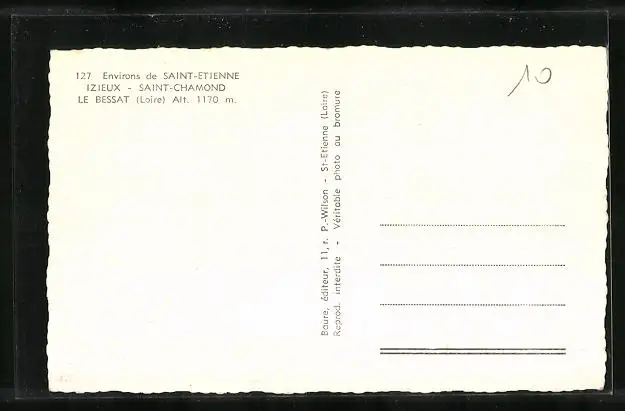 127 Environs de SAINT-ETIENNE
IZIEUX - SAINT-CHAMOND
LE BESSAT (Loire) Alt. 1170 m.
10
Baure, éditeur, 11, r. P.-Wilson - St-Etienne (Loire)
Reprod. interdite - Véritable photo au bromure